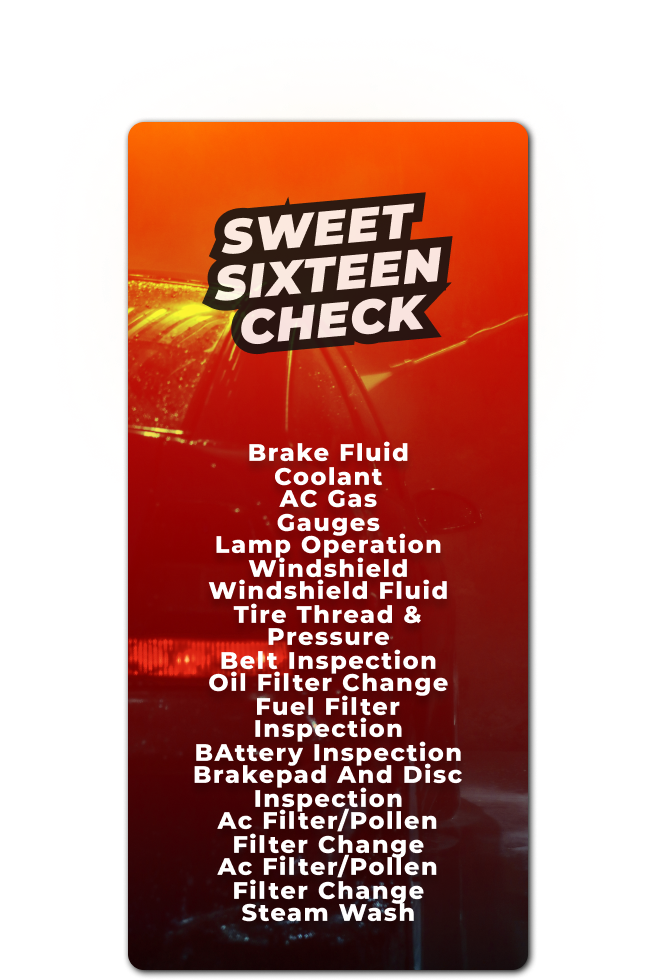 SWEET
SIXTEEN
CHECK
Brake Fluid
Coolant
AC Gas
Gauges
Lamp Operation
Windshield
Windshield Fluid
Tire Thread &
Pressure
Belt Inspection
Oil Filter Change
Fuel Filter
Inspection
BAttery Inspection
Brakepad And Disc
Inspection
Ac Filter/Pollen
Filter Change
Ac Filter/Pollen
Filter Change
Steam Wash